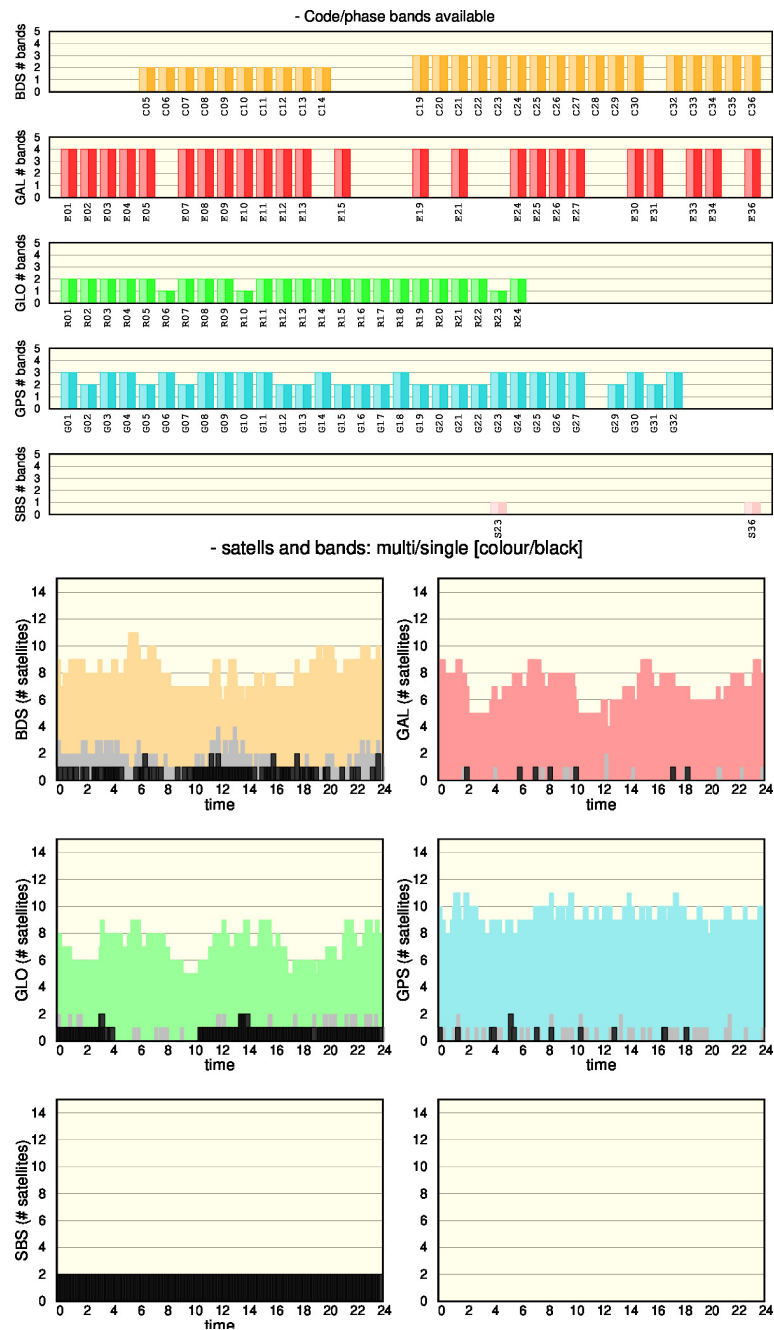 - Code/phase bands available
BDS # bands
5
4
3
2
1
0
C05 C06 C07 C08 C09 C10 C11 C12 C13 C14 C19 C20 C21 C22 C23 C24 C25 C26 C27 C28 C29 C30 C32 C33 C34 C35 C36
GAL # bands
5
4
3
2
1
0
E01 E02 E03 E04 E05 E07 E08 E09 E10 E11 E12 E13 E15 E19 E21 E24 E25 E26 E27 E30 E31 E33 E34 E36
GLO # bands
5
4
3
2
1
0
R01 R02 R03 R04 R05 R06 R07 R08 R09 R10 R11 R12 R13 R14 R15 R16 R17 R18 R19 R20 R21 R22 R23 R24
GPS # bands
5
4
3
2
1
0
G01 G02 G03 G04 G05 G06 G07 G08 G09 G10 G11 G12 G13 G14 G15 G16 G17 G18 G19 G20 G21 G22 G23 G24 G25 G26 G27 G29 G30 G31 G32
SBS # bands
5
4
3
2
1
0
S23 S36
- satells and bands: multi/single [colour/black]
BDS (# satellites)
14
12
10
8
6
4
2
0
0 2 4 6 8 10 12 14 16 18 20 22 24
time
GAL (# satellites)
14
12
10
8
6
4
2
0
0 2 4 6 8 10 12 14 16 18 20 22 24
time
GLO (# satellites)
14
12
10
8
6
4
2
0
0 2 4 6 8 10 12 14 16 18 20 22 24
time
GPS (# satellites)
14
12
10
8
6
4
2
0
0 2 4 6 8 10 12 14 16 18 20 22 24
time
SBS (# satellites)
14
12
10
8
6
4
2
0
0 2 4 6 8 10 12 14 16 18 20 22 24
time
14
12
10
8
6
4
2
0
0 2 4 6 8 10 12 14 16 18 20 22 24